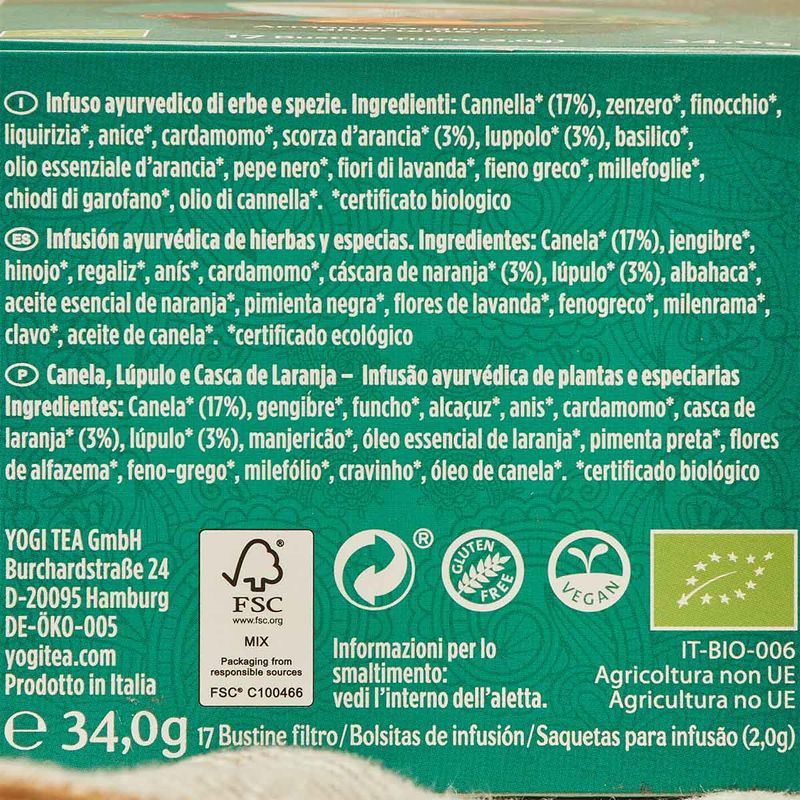 17 Bustine filtro (2,0g) 34,0g
I Infuso ayurvedico di erbe e spezie. Ingredienti: Cannella* (17%), zenzero*, finocchio*,
liquirizia*, anice*, cardamomo*, scorza d'arancia* (3%), luppolo* (3%), basilico*,
olio essenziale d'arancia*, pepe nero*, fiori di lavanda*, fieno greco*, millefoglie*,
chiodi di garofano*, olio di cannella*. *certificato biologico
ES Infusión ayurvédica de hierbas y especias. Ingredientes: Canela* (17%), jengibre*,
hinojo*, regaliz*, anís*, cardamomo*, cáscara de naranja* (3%), lúpulo* (3%), albahaca*,
aceite esencial de naranja*, pimienta negra*, flores de lavanda*, fenogreco*, milenrama*,
clavo*, aceite de canela*. *certificado ecológico
P Canela, Lúpulo e Casca de Laranja – Infusão ayurvédica de plantas e especiarias
Ingredientes: Canela* (17%), gengibre*, funcho*, alcaçuz*, anis*, cardamomo*, casca de
laranja* (3%), lúpulo* (3%), manjericão*, óleo essencial de laranja*, pimenta preta*, flores
de alfazema*, feno-grego*, milefólio*, cravinho*, óleo de canela*. *certificado biológico
YOGI TEA GmbH
Burchardstraße 24
D-20095 Hamburg
DE-ÖKO-005
yogitea.com
Prodotto in Italia
®
FSC
www.fsc.org
MIX
Packaging from
responsible sources
FSC® C100466
®
GLUTEN
FREE
VEGAN
Informazioni per lo
smaltimento:
vedi l'interno dell'aletta.
IT-BIO-006
Agricoltura non UE
Agricultura no UE
e 34,0g 17 Bustine filtro/Bolsitas de infusión/Saquetas para infusão (2,0g)